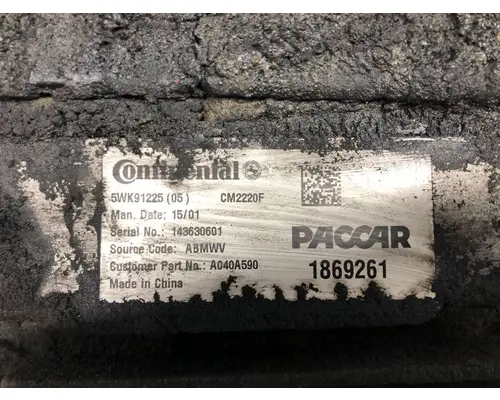 Continental
5WK91225 (05) CM2220F
Man. Date: 15/01
Serial No.: 143630601
Source Code: ABMWV
PACCAR
Customer Part No.: A040A590
1869261
Made in China